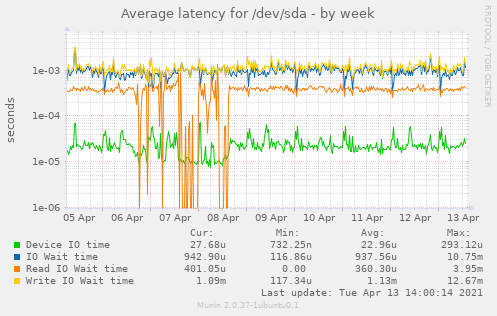 Average latency for /dev/sda - by week
RRDTOOL / TOBI OETIKER
seconds
1e-03
1e-04
1e-05
1e-06
05 Apr 06 Apr 07 Apr 08 Apr 09 Apr 10 Apr 11 Apr 12 Apr 13 Apr
Cur: Min: Avg: Max:
Device IO time 27.68u 732.25n 22.96u 293.12u
IO Wait time 942.90u 116.86u 937.56u 10.75m
Read IO Wait time 401.05u 0.00 360.30u 3.95m
Write IO Wait time 1.09m 117.34u 1.13m 12.67m
Last update: Tue Apr 13 14:00:14 2021
Munin 2.0.37-1ubuntu0.1